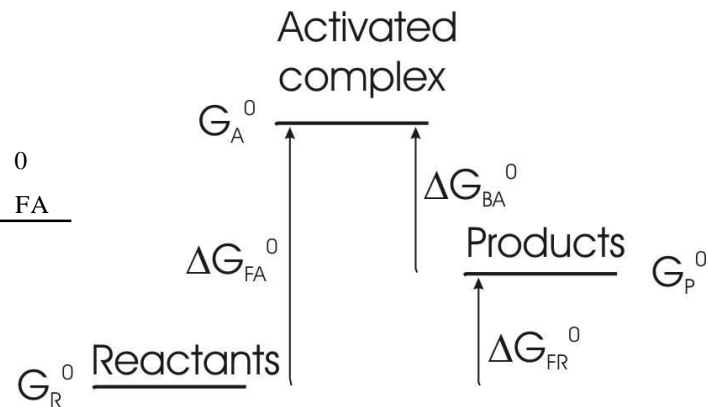 Activated
complex
G_A^0
0
FA
ΔG_BA^0
ΔG_FA^0
Products
G_P^0
ΔG_FR^0
Reactants
G_R^0